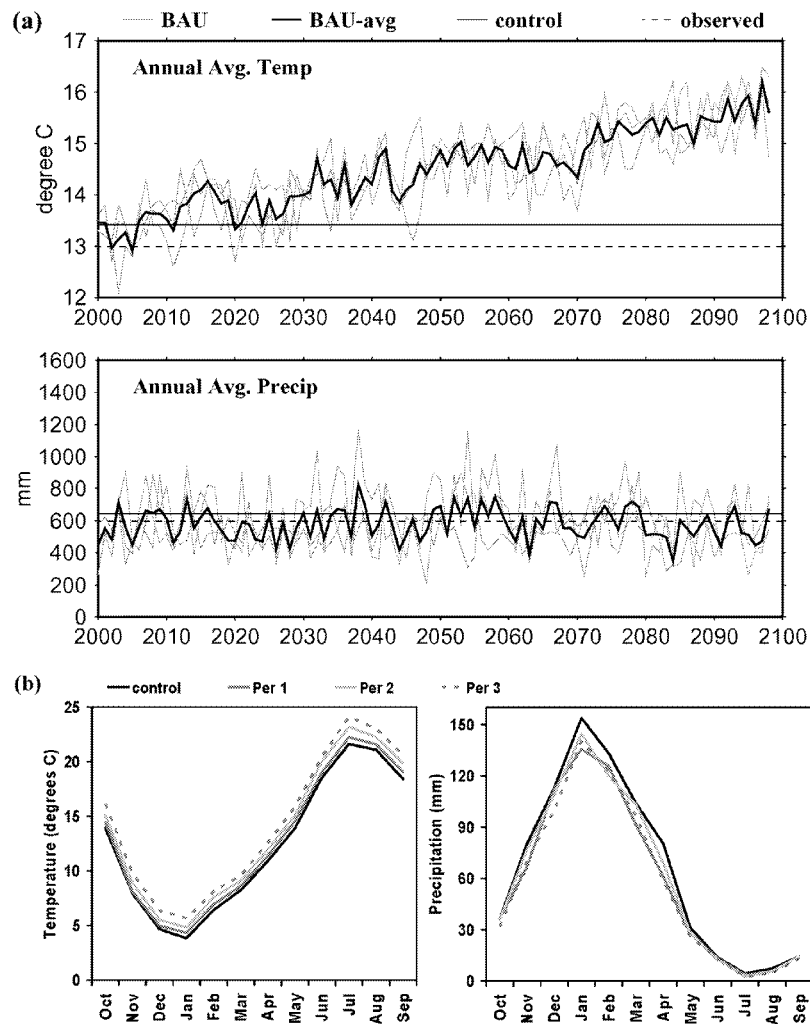 (a) BAU BAU-avg control observed
Annual Avg. Temp
degree C
17
16
15
14
13
12
2000 2010 2020 2030 2040 2050 2060 2070 2080 2090 2100
Annual Avg. Precip
mm
1600
1400
1200
1000
800
600
400
200
0
2000 2010 2020 2030 2040 2050 2060 2070 2080 2090 2100
(b) control Per 1 Per 2 Per 3
Temperature (degrees C)
25
20
15
10
5
0
Oct Nov Dec Jan Feb Mar Apr May Jun Jul Aug Sep
Precipitation (mm)
150
120
90
60
30
0
Oct Nov Dec Jan Feb Mar Apr May Jun Jul Aug Sep